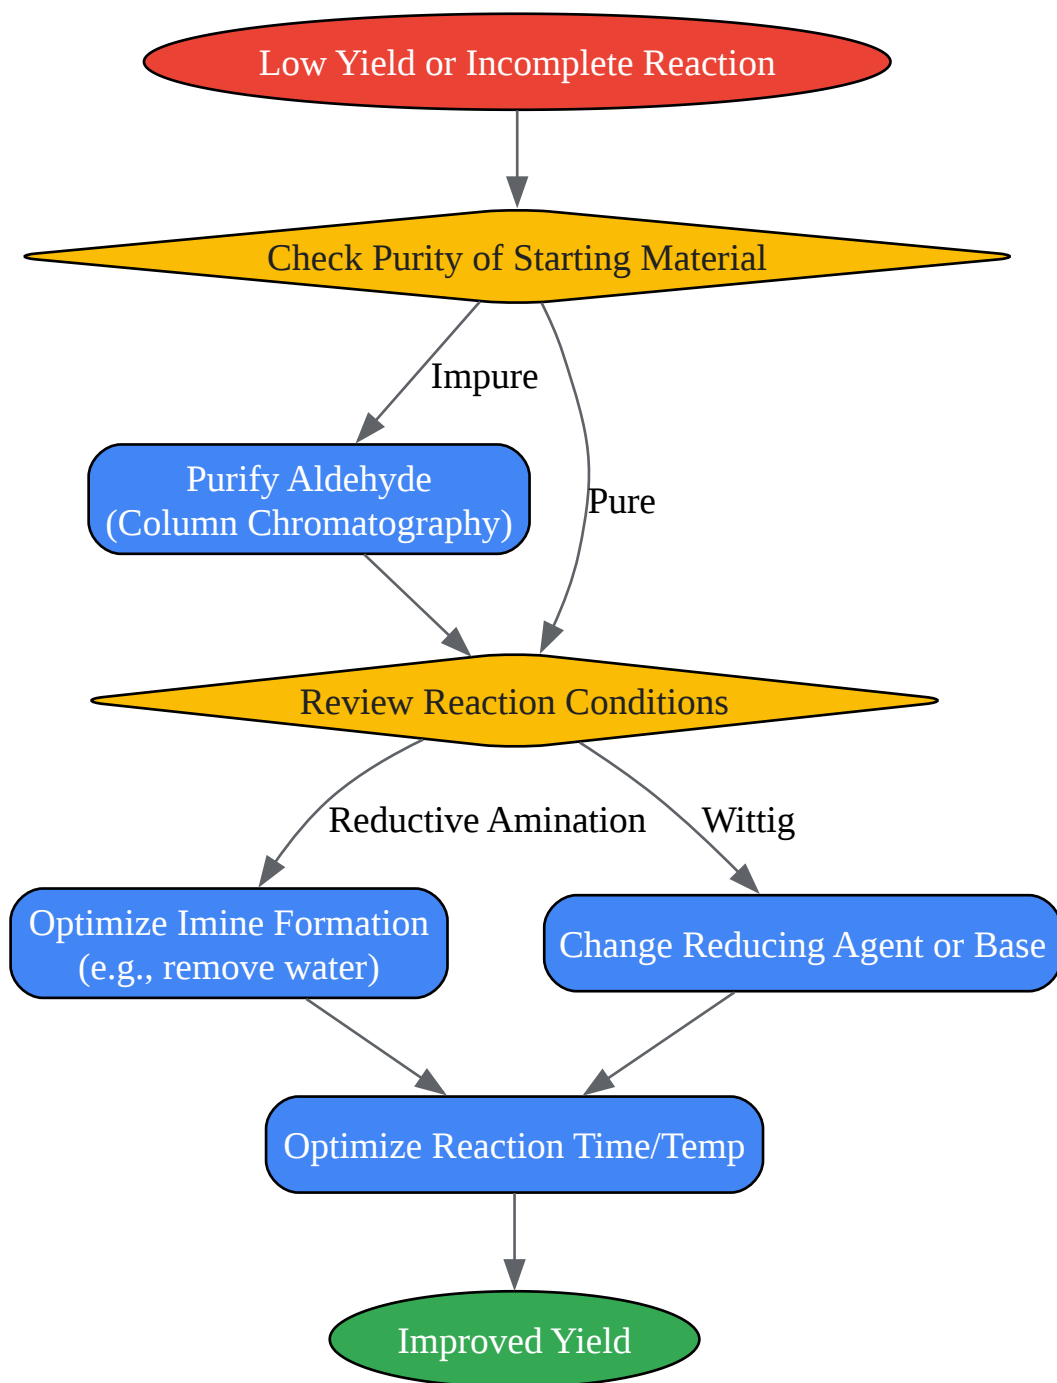 Low Yield or Incomplete Reaction
Check Purity of Starting Material
Impure
Purify Aldehyde
(Column Chromatography)
Pure
Review Reaction Conditions
Reductive Amination
Wittig
Optimize Imine Formation
(e.g., remove water)
Change Reducing Agent or Base
Optimize Reaction Time/Temp
Improved Yield